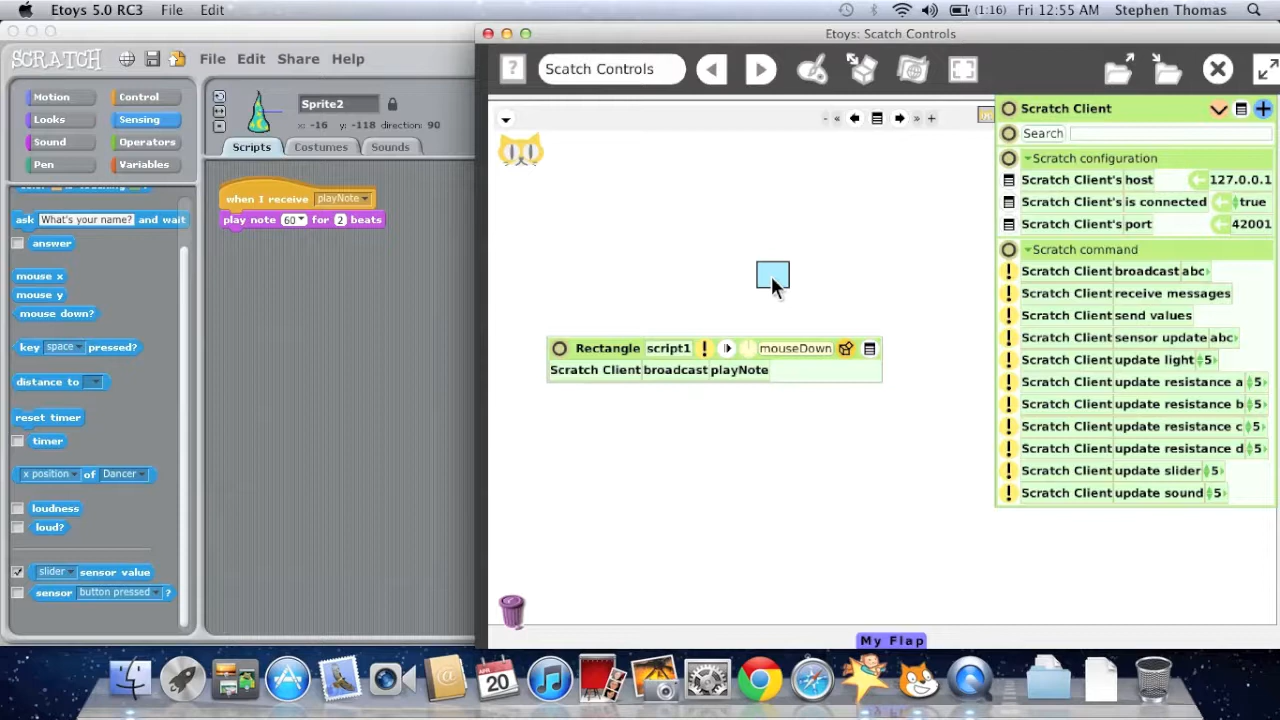 Etoys 5.0 RC3 File Edit (1:16) Fri 12:55 AM Stephen Thomas
Etoys: Scatch Controls
SCRATCH File Edit Share Help
? Scatch Controls
Motion Control
Looks Sensing
Sound Operators
Pen Variables
Sprite2
x: -16 y: -118 direction: 90
Scripts Costumes Sounds
ask What's your name? and wait
answer
mouse x
mouse y
mouse down?
key space pressed?
distance to
reset timer
timer
x position of Dancer
loudness
loud?
slider sensor value
sensor button pressed ?
when I receive playNote
play note 60 for 2 beats
Rectangle script1 ! mouseDown
Scratch Client broadcast playNote
Scratch Client
Search
Scratch configuration
Scratch Client's host 127.0.0.1
Scratch Client's is connected true
Scratch Client's port 42001
Scratch command
! Scratch Client broadcast abc
! Scratch Client receive messages
! Scratch Client send values
! Scratch Client sensor update abc
! Scratch Client update light 5
! Scratch Client update resistance a 5
! Scratch Client update resistance b 5
! Scratch Client update resistance c 5
! Scratch Client update resistance d 5
! Scratch Client update slider 5
! Scratch Client update sound 5
My Flap
APR
20